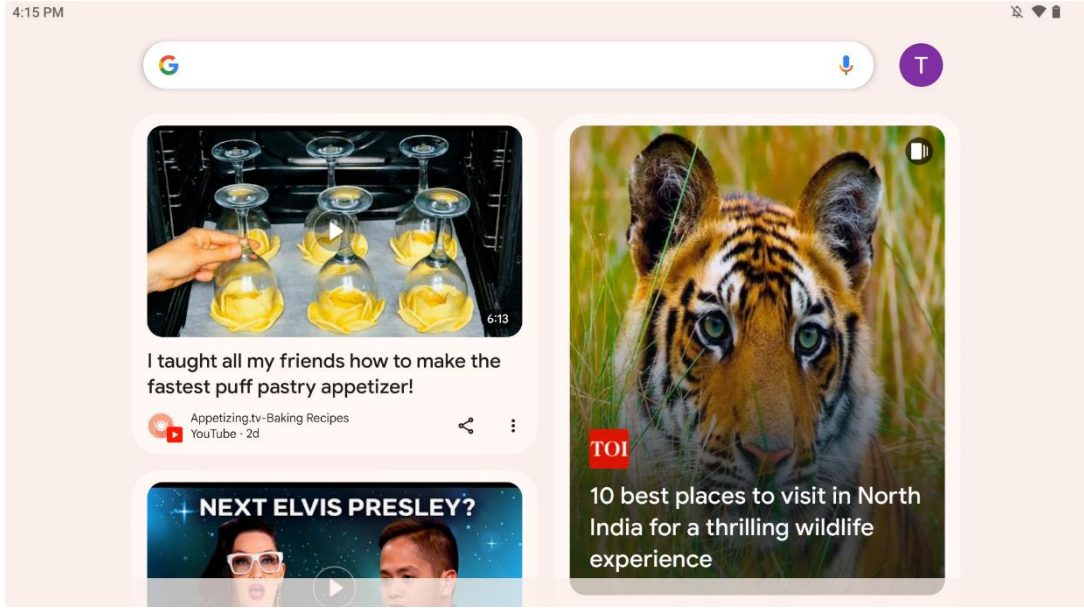 4:15 PM
T
6:13
I taught all my friends how to make the
fastest puff pastry appetizer!
Appetizing.tv-Baking Recipes
YouTube · 2d
NEXT ELVIS PRESLEY?
TOI
10 best places to visit in North
India for a thrilling wildlife
experience